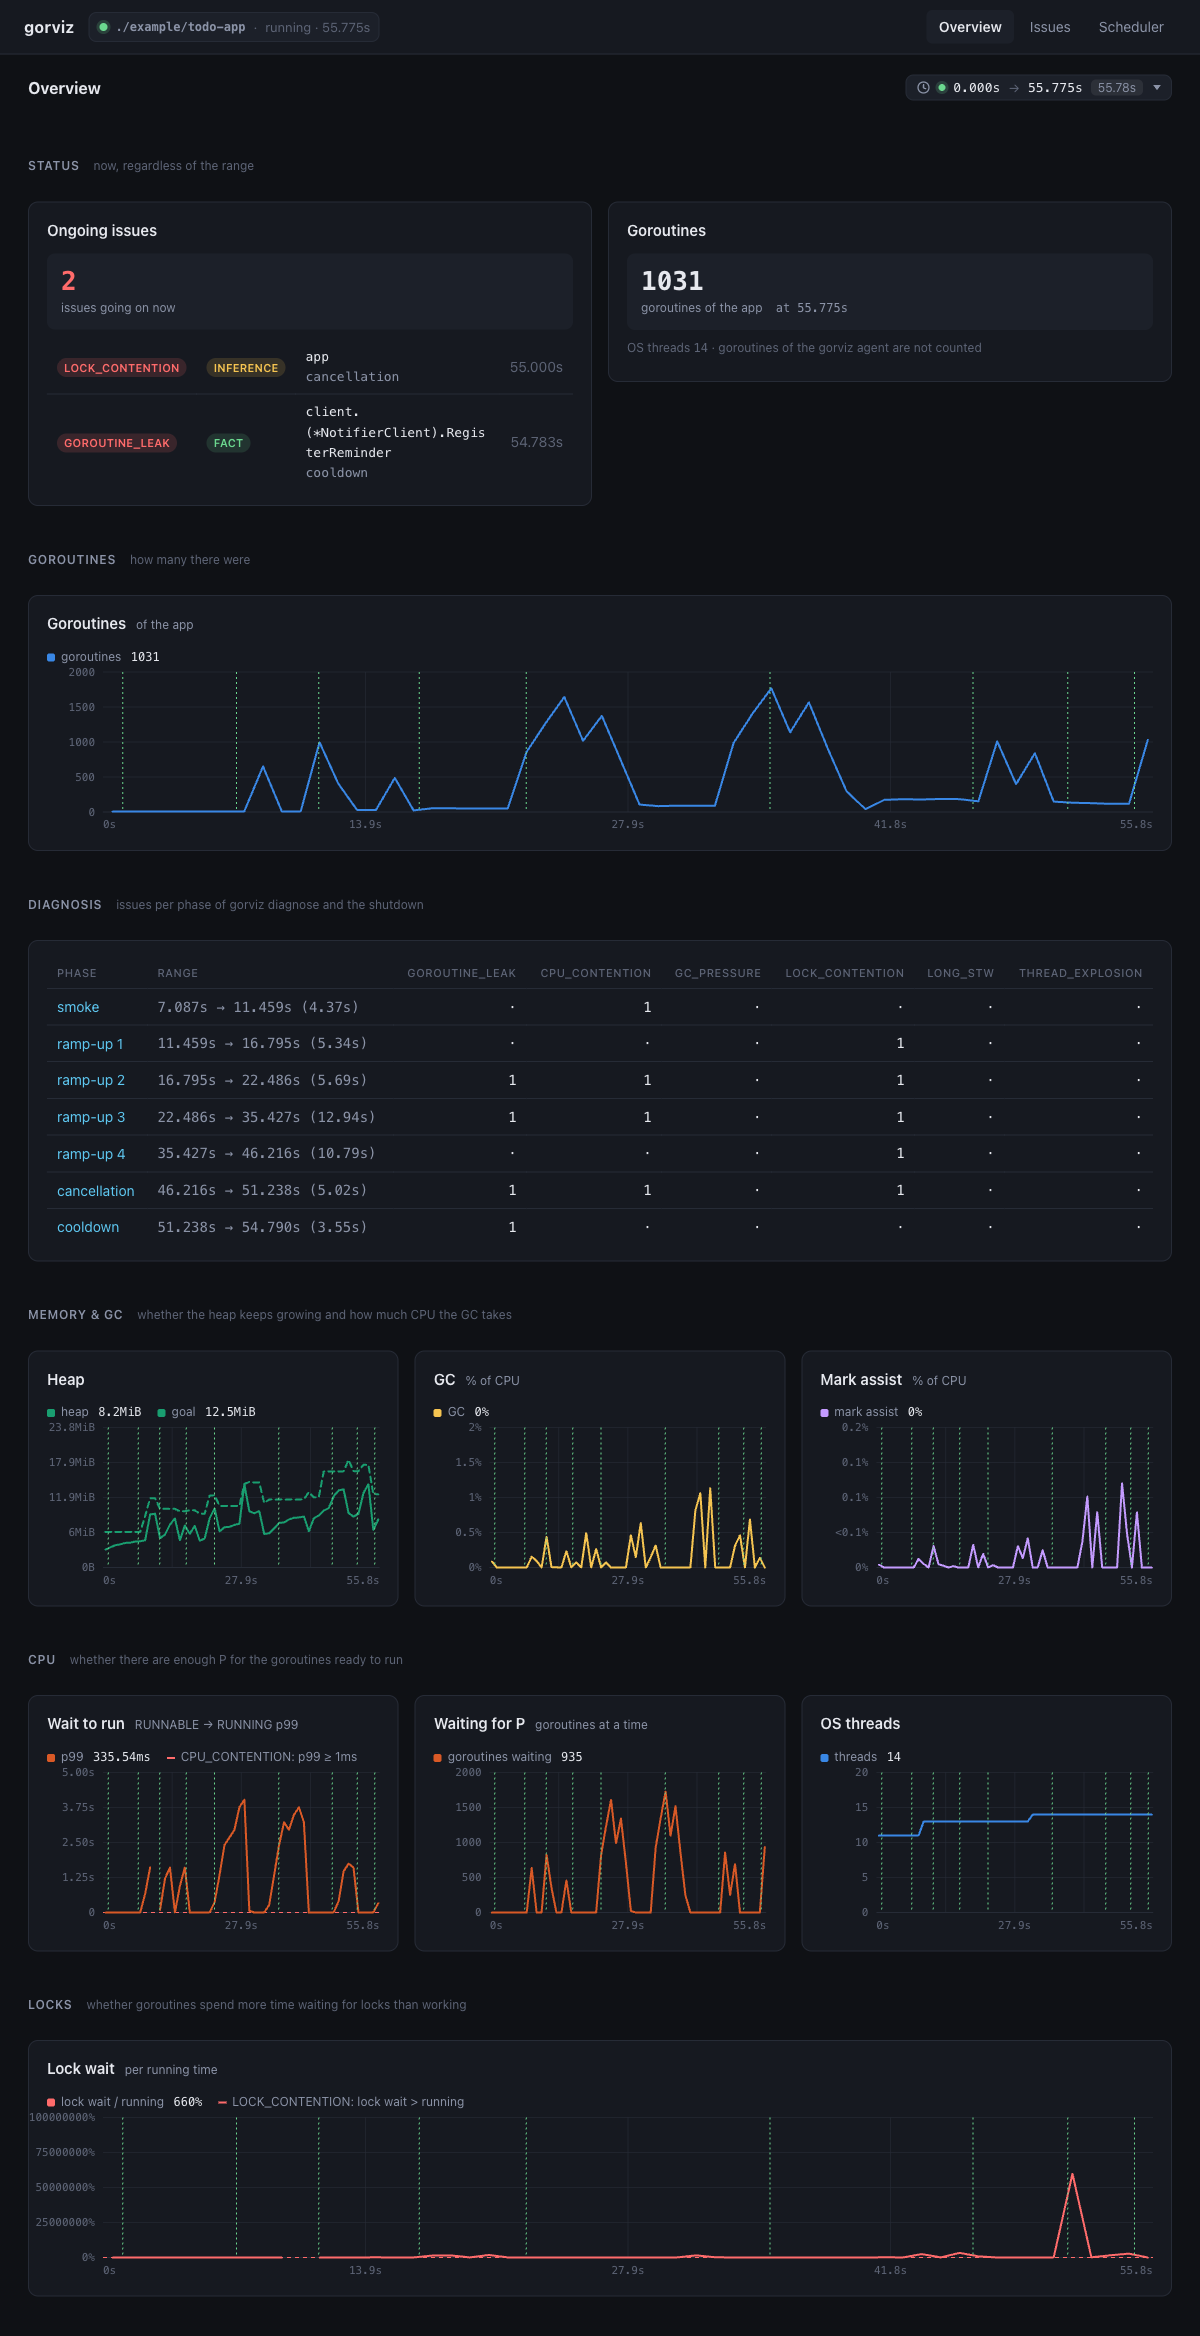 gorviz ./example/todo-app · running · 55.775s Overview Issues Scheduler
Overview 0.000s → 55.775s 55.78s
STATUS now, regardless of the range
Ongoing issues
2
issues going on now
LOCK_CONTENTION INFERENCE app
cancellation 55.000s
GOROUTINE_LEAK FACT client.
(*NotifierClient).Regis
terReminder
cooldown 54.783s
Goroutines
1031
goroutines of the app at 55.775s
OS threads 14 · goroutines of the gorviz agent are not counted
GOROUTINES how many there were
Goroutines of the app
goroutines 1031
2000
1500
1000
500
0
0s 13.9s 27.9s 41.8s 55.8s
DIAGNOSIS issues per phase of gorviz diagnose and the shutdown
PHASE RANGE GOROUTINE_LEAK CPU_CONTENTION GC_PRESSURE LOCK_CONTENTION LONG_STW THREAD_EXPLOSION
smoke 7.087s → 11.459s (4.37s) · 1 · · · ·
ramp-up 1 11.459s → 16.795s (5.34s) · · · 1 · ·
ramp-up 2 16.795s → 22.486s (5.69s) 1 1 · 1 · ·
ramp-up 3 22.486s → 35.427s (12.94s) 1 1 · 1 · ·
ramp-up 4 35.427s → 46.216s (10.79s) · · · 1 · ·
cancellation 46.216s → 51.238s (5.02s) 1 1 · 1 · ·
cooldown 51.238s → 54.790s (3.55s) 1 · · · · ·
MEMORY & GC whether the heap keeps growing and how much CPU the GC takes
Heap
heap 8.2MiB goal 12.5MiB
23.8MiB
17.9MiB
11.9MiB
6MiB
0B
0s 27.9s 55.8s
GC % of CPU
GC 0%
2%
1.5%
1%
0.5%
0%
0s 27.9s 55.8s
Mark assist % of CPU
mark assist 0%
0.2%
0.1%
0.1%
<0.1%
0%
0s 27.9s 55.8s
CPU whether there are enough P for the goroutines ready to run
Wait to run RUNNABLE → RUNNING p99
p99 335.54ms CPU_CONTENTION: p99 ≥ 1ms
5.00s
3.75s
2.50s
1.25s
0
0s 27.9s 55.8s
Waiting for P goroutines at a time
goroutines waiting 935
2000
1500
1000
500
0
0s 27.9s 55.8s
OS threads
threads 14
20
15
10
5
0
0s 27.9s 55.8s
LOCKS whether goroutines spend more time waiting for locks than working
Lock wait per running time
lock wait / running 660% LOCK_CONTENTION: lock wait > running
100000000%
75000000%
50000000%
25000000%
0%
0s 13.9s 27.9s 41.8s 55.8s